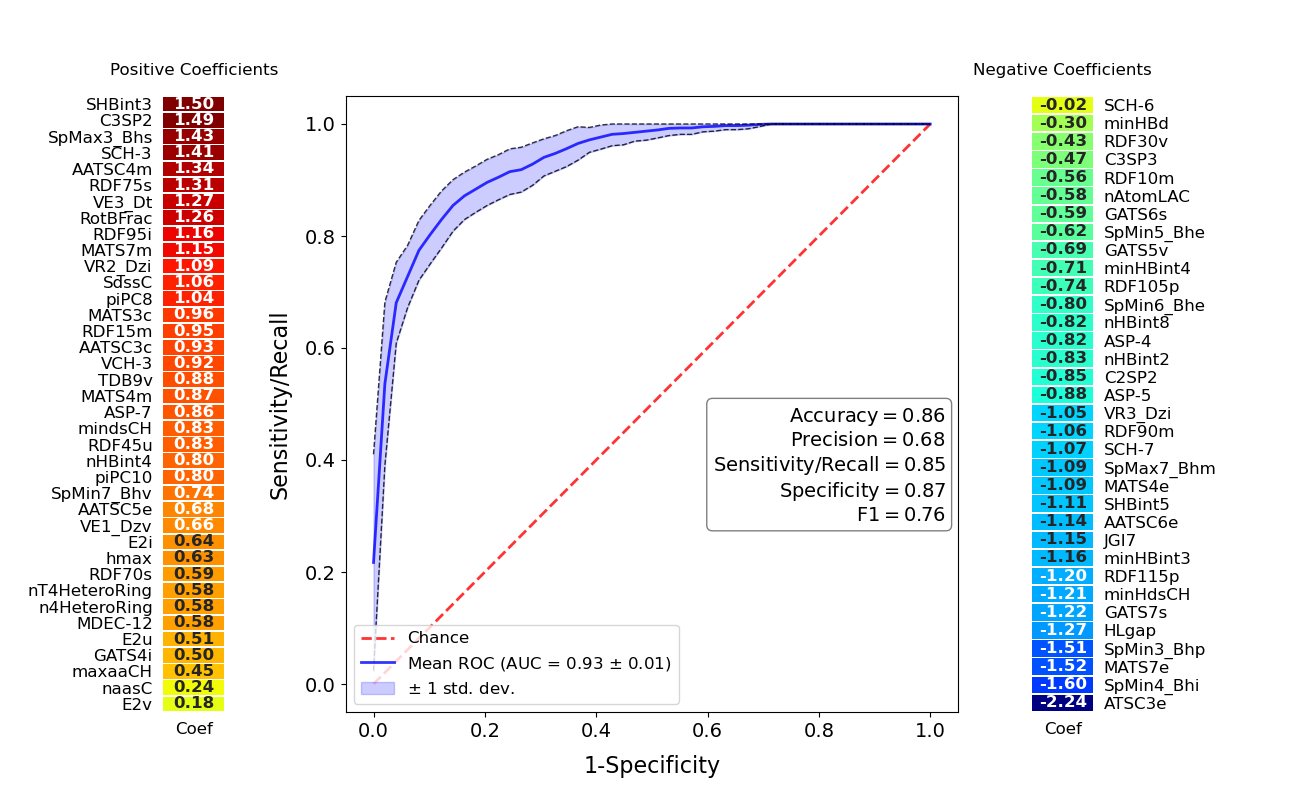 Positive Coefficients
SHBint3 1.50
C3SP2 1.49
SpMax3_Bhs 1.43
SCH-3 1.41
AATSC4m 1.34
RDF75s 1.31
VE3_Dt 1.27
RotBFrac 1.26
RDF95i 1.16
MATS7m 1.15
VR2_Dzi 1.09
SdssC 1.06
piPC8 1.04
MATS3c 0.96
RDF15m 0.95
AATSC3c 0.93
VCH-3 0.92
TDB9v 0.88
MATS4m 0.87
ASP-7 0.86
mindsCH 0.83
RDF45u 0.83
nHBint4 0.80
piPC10 0.80
SpMin7_Bhv 0.74
AATSC5e 0.68
VE1_Dzv 0.66
E2i 0.64
hmax 0.63
RDF70s 0.59
nT4HeteroRing 0.58
n4HeteroRing 0.58
MDEC-12 0.58
E2u 0.51
GATS4i 0.50
maxaaCH 0.45
naasC 0.24
E2v 0.18
Coef
Sensitivity/Recall
1.0
0.8
0.6
0.4
0.2
0.0
Accuracy = 0.86
Precision = 0.68
Sensitivity/Recall = 0.85
Specificity = 0.87
F1 = 0.76
Chance
Mean ROC (AUC = 0.93 ± 0.01)
± 1 std. dev.
0.0 0.2 0.4 0.6 0.8 1.0
1-Specificity
Negative Coefficients
-0.02 SCH-6
-0.30 minHBd
-0.43 RDF30v
-0.47 C3SP3
-0.56 RDF10m
-0.58 nAtomLAC
-0.59 GATS6s
-0.62 SpMin5_Bhe
-0.69 GATS5v
-0.71 minHBint4
-0.74 RDF105p
-0.80 SpMin6_Bhe
-0.82 nHBint8
-0.82 ASP-4
-0.83 nHBint2
-0.85 C2SP2
-0.88 ASP-5
-1.05 VR3_Dzi
-1.06 RDF90m
-1.07 SCH-7
-1.09 SpMax7_Bhm
-1.09 MATS4e
-1.11 SHBint5
-1.14 AATSC6e
-1.15 JGI7
-1.16 minHBint3
-1.20 RDF115p
-1.21 minHdsCH
-1.22 GATS7s
-1.27 HLgap
-1.51 SpMin3_Bhp
-1.52 MATS7e
-1.60 SpMin4_Bhi
-2.24 ATSC3e
Coef